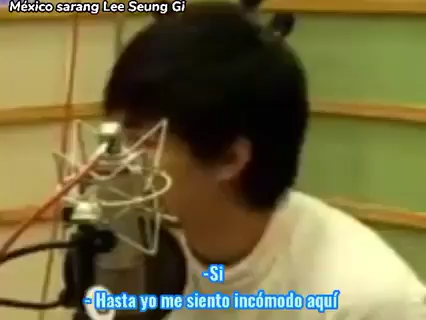 México sarang Lee Seung Gi
-Si
- Hasta yo me siento incómodo aquí